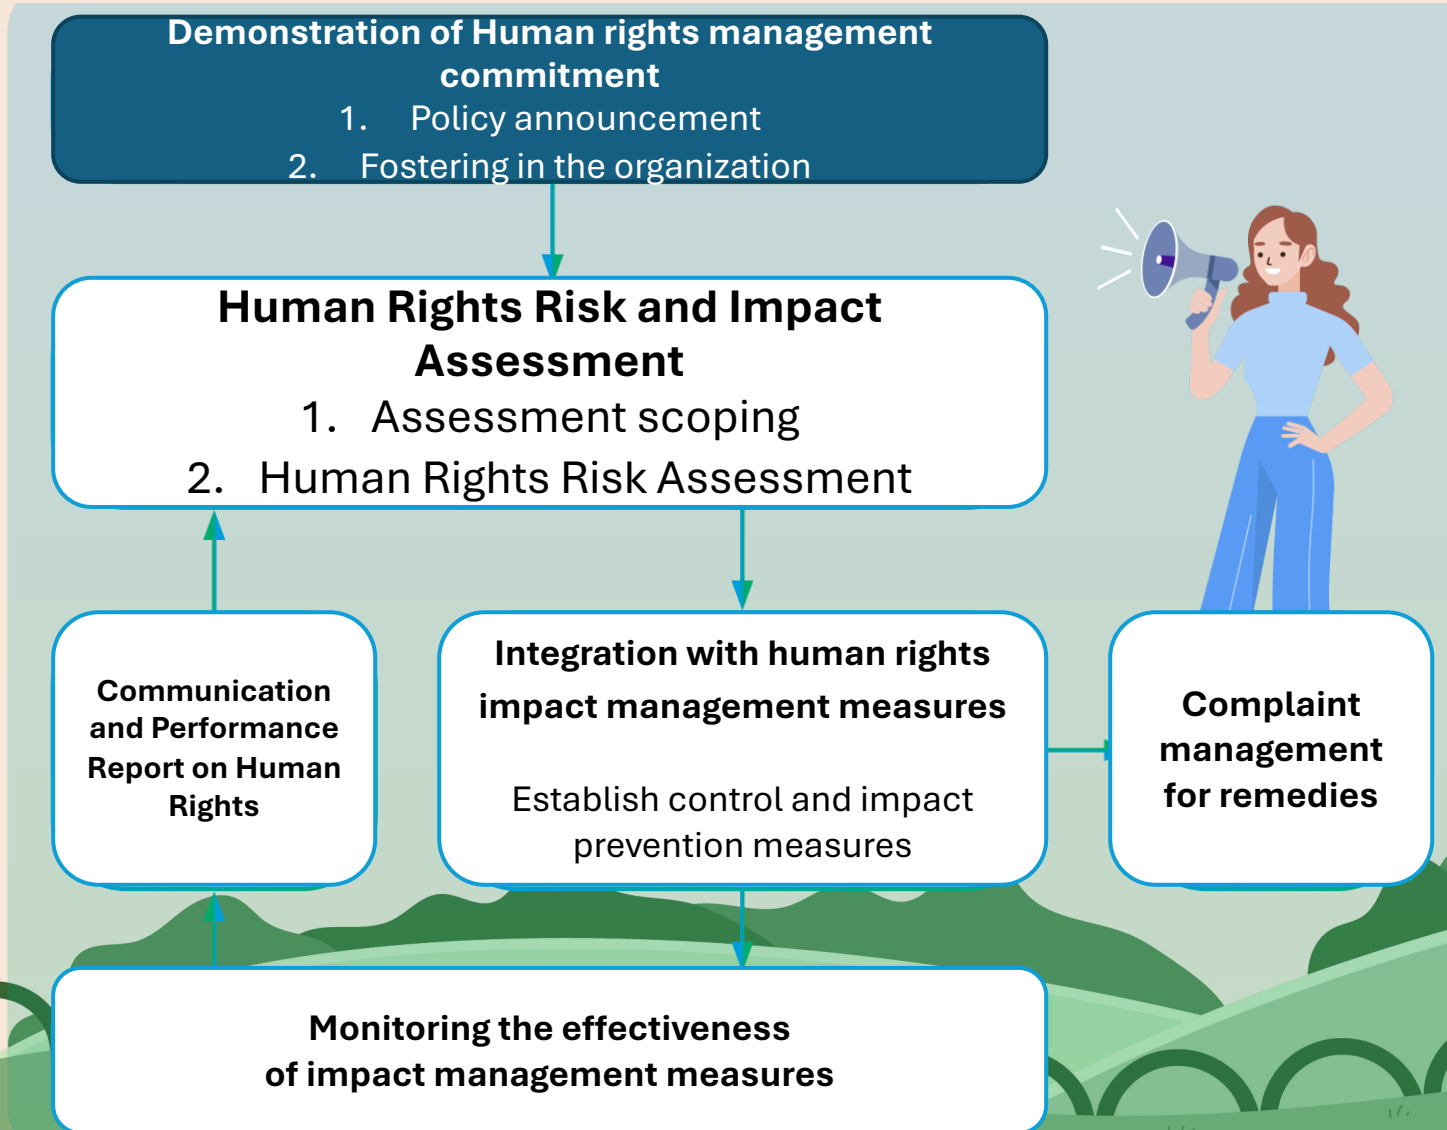 Demonstration of Human rights management
commitment
1. Policy announcement
2. Fostering in the organization
Human Rights Risk and Impact
Assessment
1. Assessment scoping
2. Human Rights Risk Assessment
Communication
and Performance
Report on Human
Rights
Integration with human rights
impact management measures
Establish control and impact
prevention measures
Complaint
management
for remedies
Monitoring the effectiveness
of impact management measures